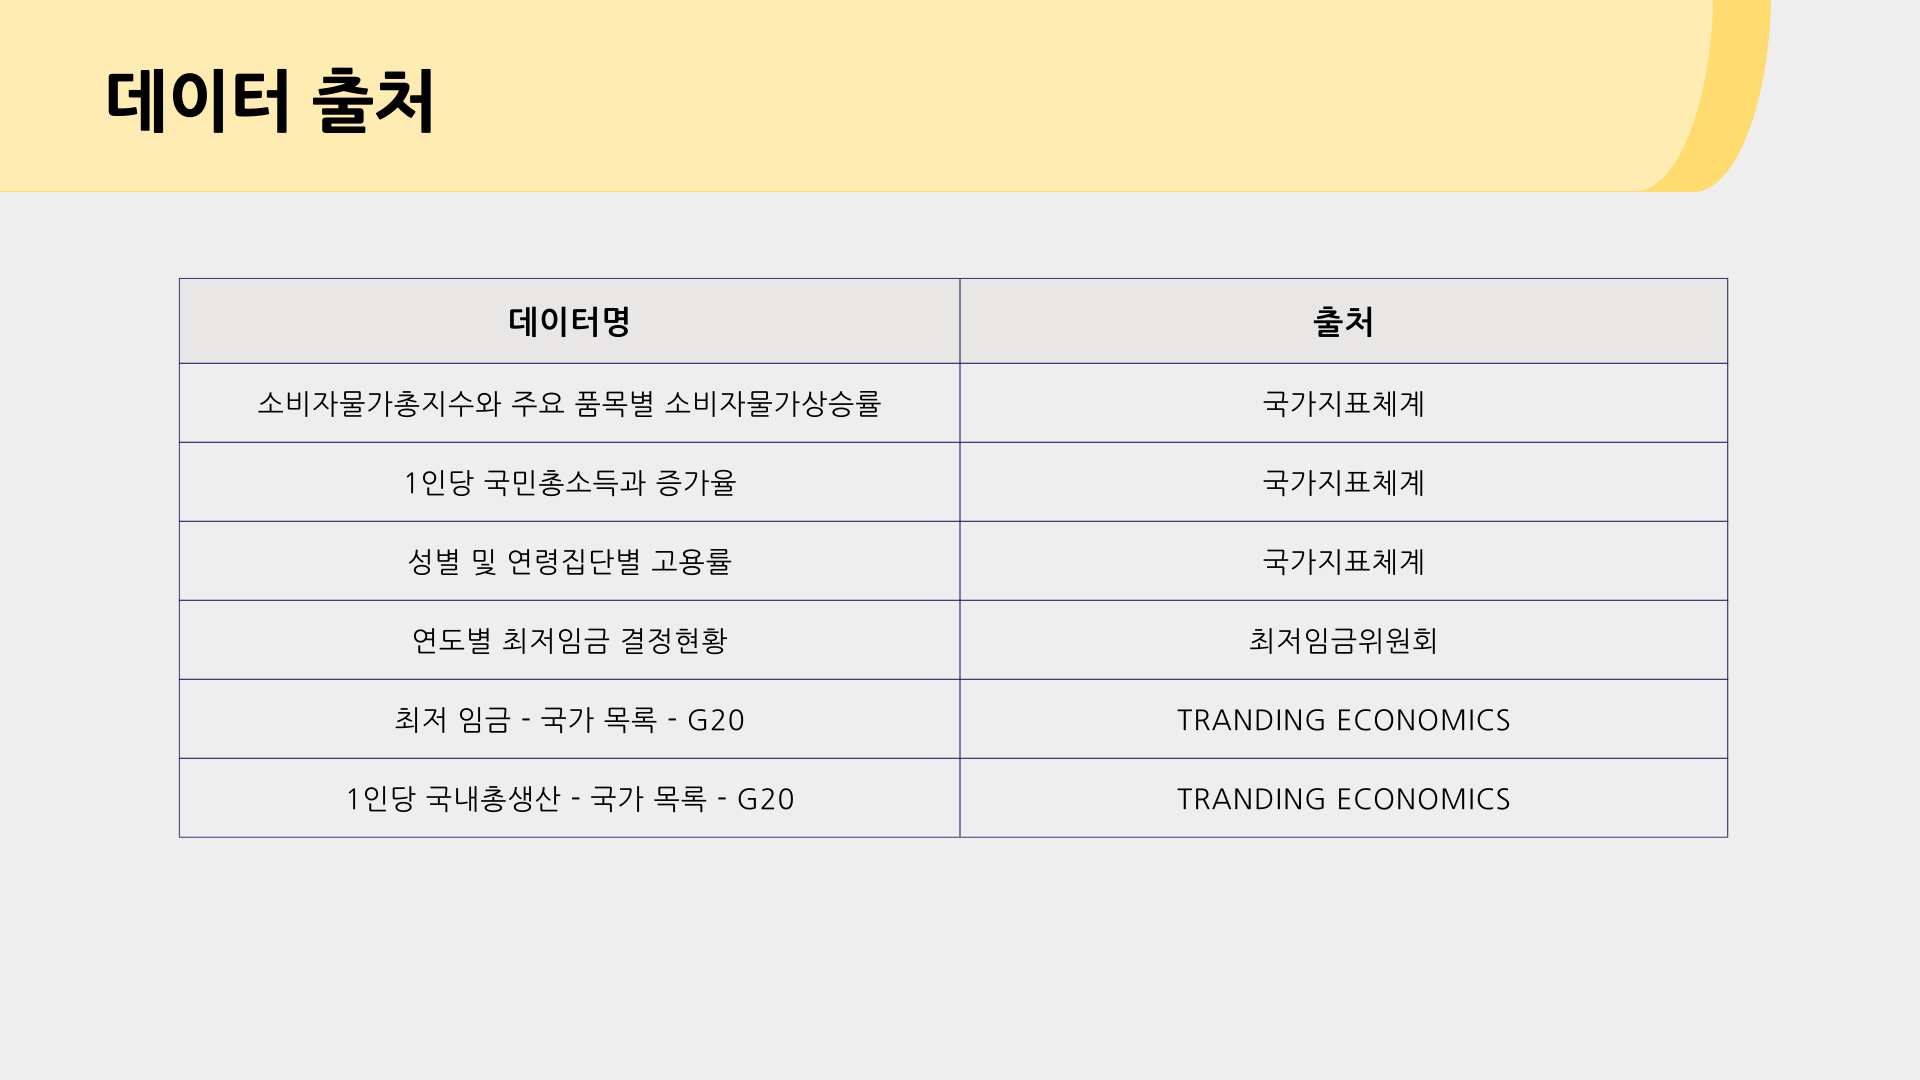 데이터 출처
데이터명 출처
소비자물가총지수와 주요 품목별 소비자물가상승률 국가지표체계
1인당 국민총소득과 증가율 국가지표체계
성별 및 연령집단별 고용률 국가지표체계
연도별 최저임금 결정현황 최저임금위원회
최저 임금 - 국가 목록 - G20 TRANDING ECONOMICS
1인당 국내총생산 - 국가 목록 - G20 TRANDING ECONOMICS